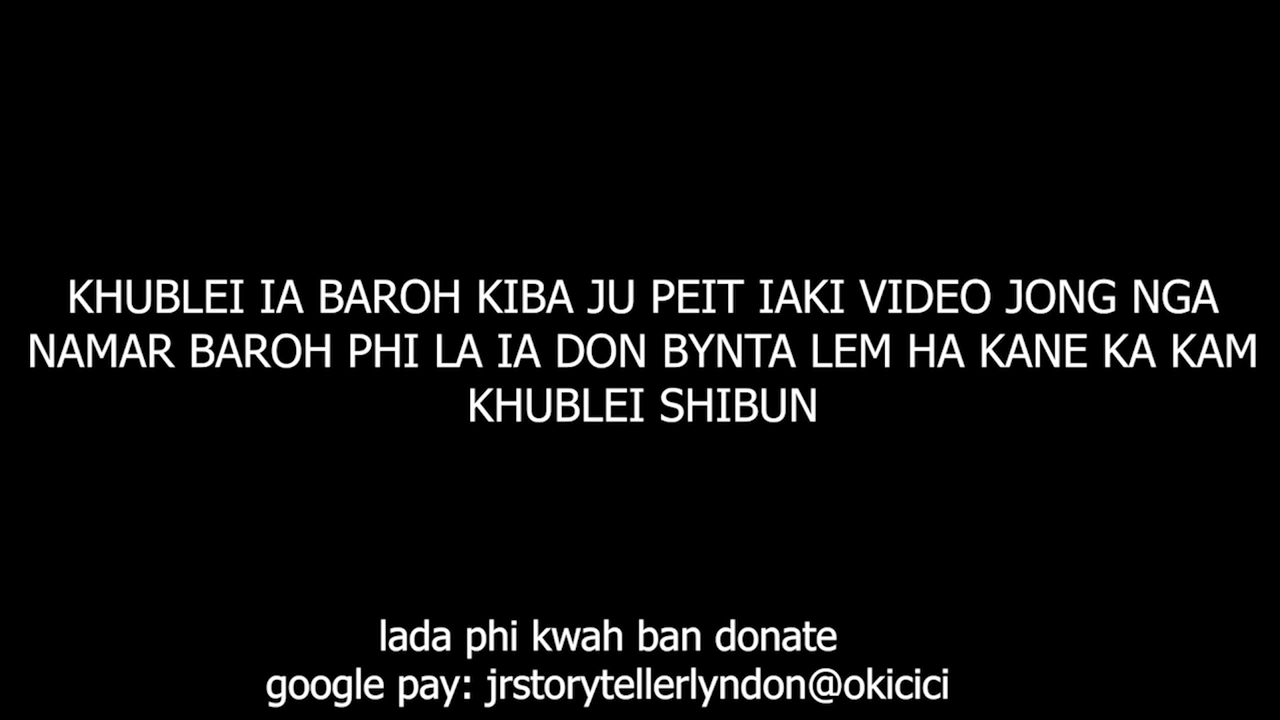 KHUBLEI IA BAROH KIBA JU PEIT IAKI VIDEO JONG NGA
NAMAR BAROH PHI LA IA DON BYNTA LEM HA KANE KA KAM
KHUBLEI SHIBUN
lada phi kwah ban donate
google pay: jrstorytellerlyndon@okicici